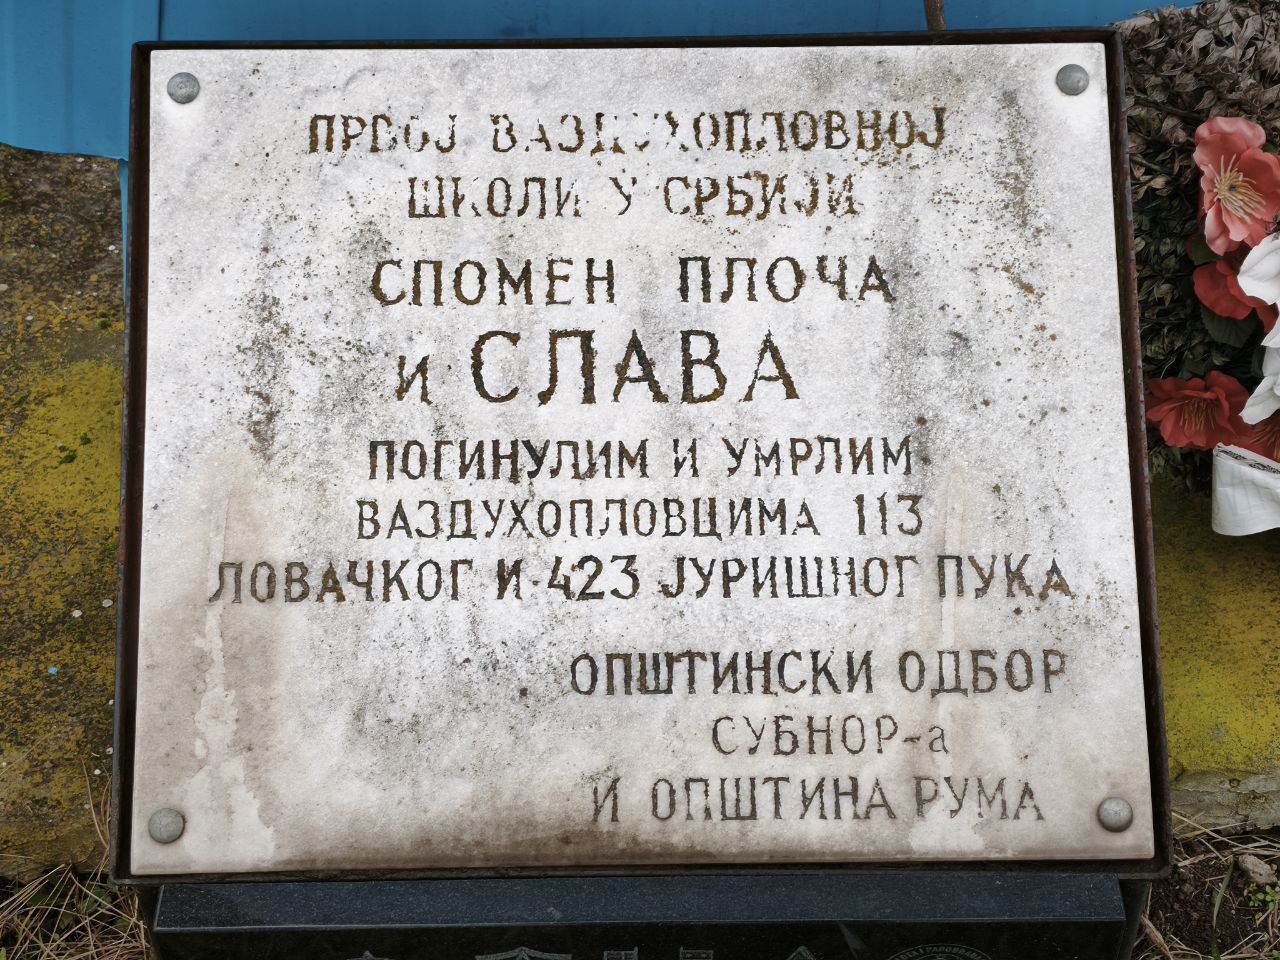 ПРВОЈ ВАЗДУХОПЛОВНОЈ
ШКОЛИ У СРБИЈИ
СПОМЕН ПЛОЧА
И СЛАВА
ПОГИНУЛИМ И УМРЛИМ
ВАЗДУХОПЛОВЦИМА 113
ЛОВАЧКОГ И 423 ЈУРИШНОГ ПУКА
ОПШТИНСКИ ОДБОР
СУБНОР-а
И ОПШТИНА РУМА